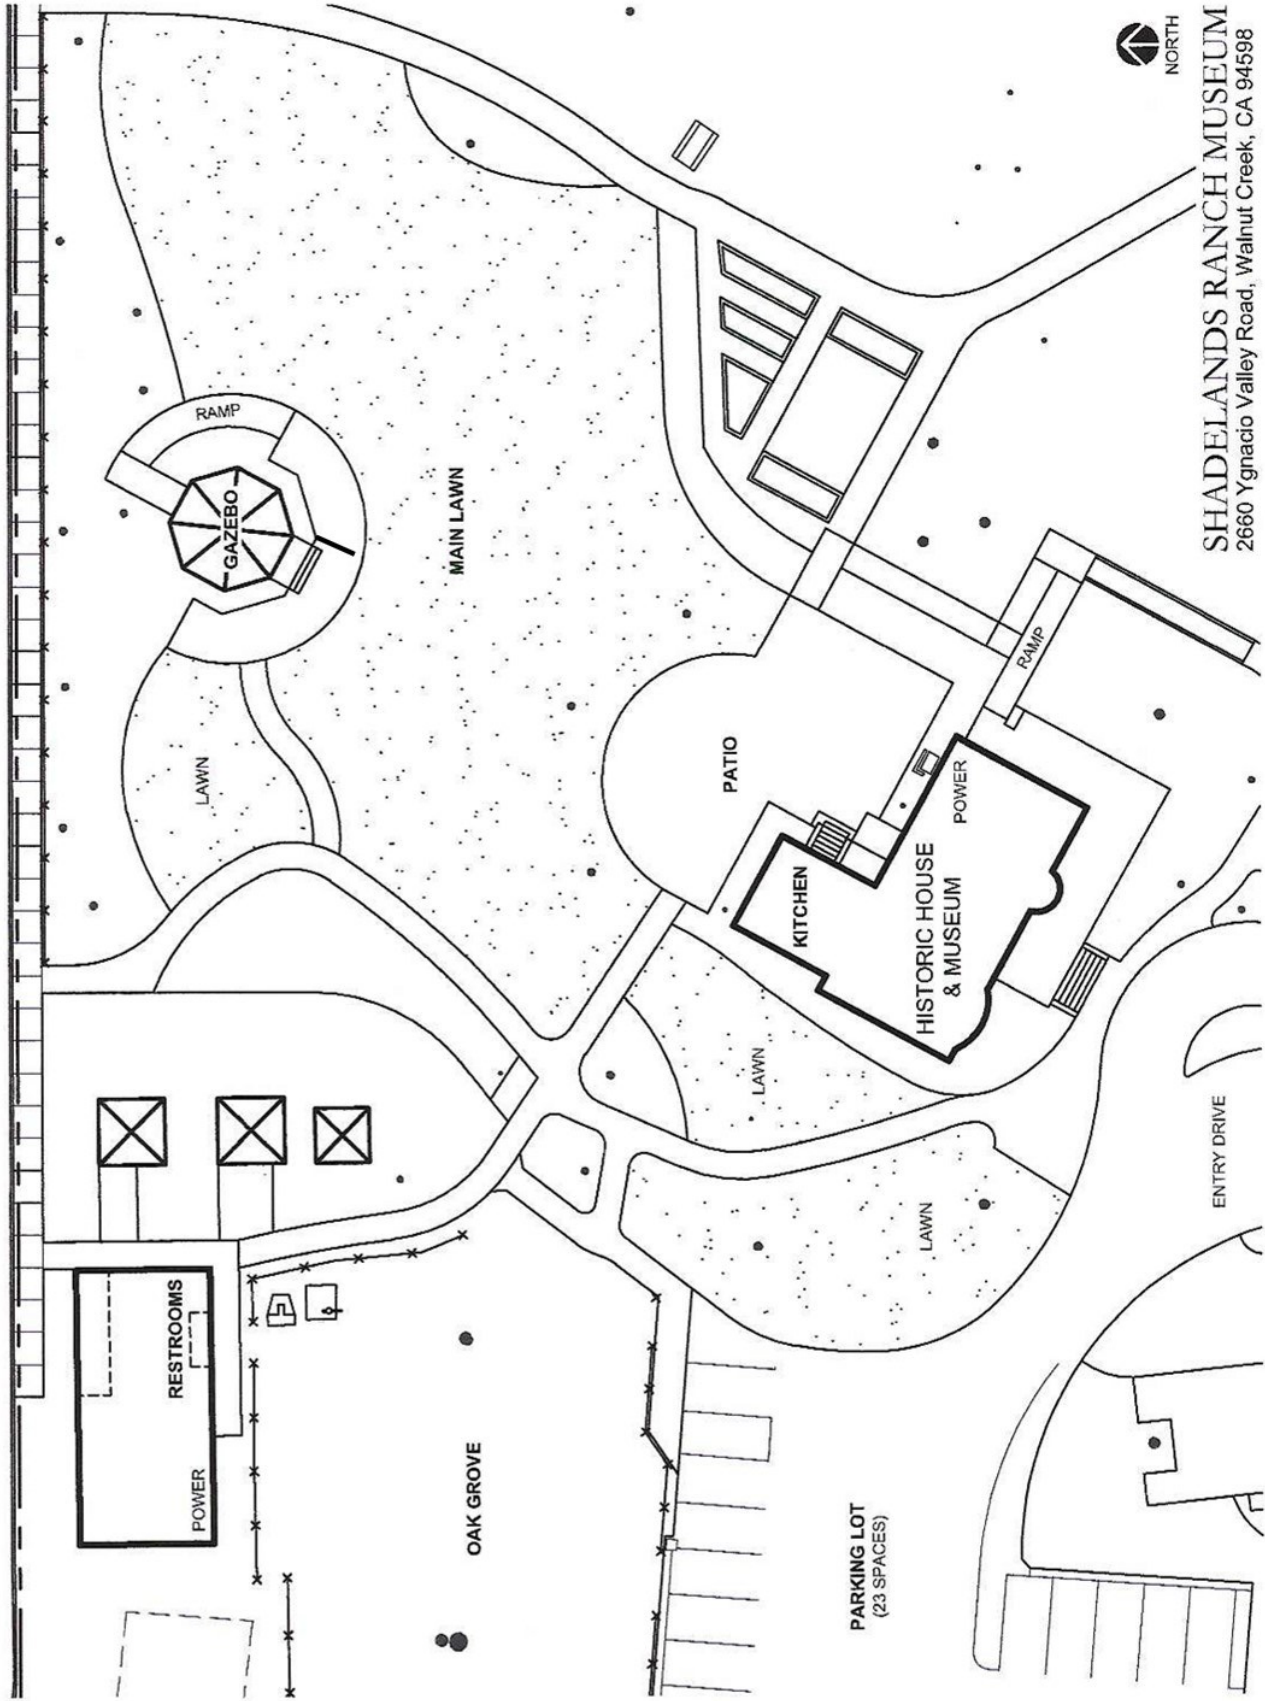 RAMP
GAZEBO
MAIN LAWN
LAWN
PATIO
RAMP
POWER
KITCHEN
HISTORIC HOUSE
& MUSEUM
LAWN
LAWN
ENTRY DRIVE
RESTROOMS
POWER
OAK GROVE
PARKING LOT
(23 SPACES)
NORTH
SHADELANDS RANCH MUSEUM
2660 Ygnacio Valley Road, Walnut Creek, CA 94598